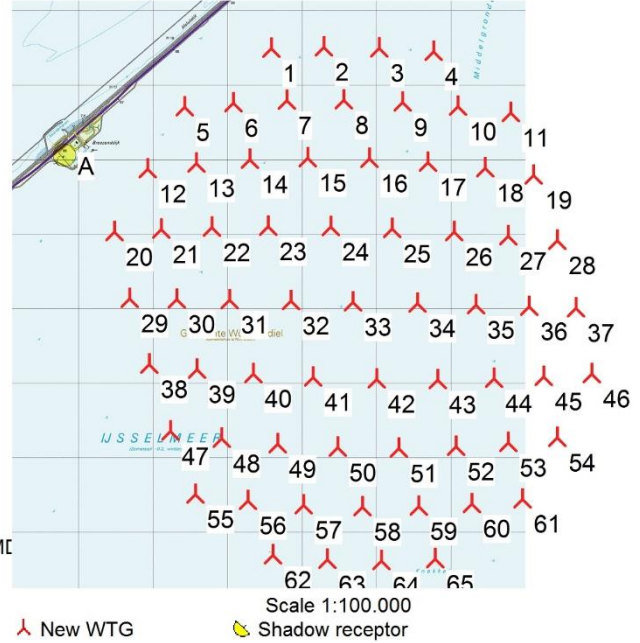 Middelgrond
1 2 3 4
5 6 7 8 9 10 11
Breezanddijk
A
12 13 14 15 16 17 18 19
20 21 22 23 24 25 26 27 28
29 30 31 32 33 34 35 36 37
38 39 40 41 42 43 44 45 46
IJSSELMEER
47 48 49 50 51 52 53 54
55 56 57 58 59 60 61
62 63 64 65
Scale 1:100.000
New WTG
Shadow receptor